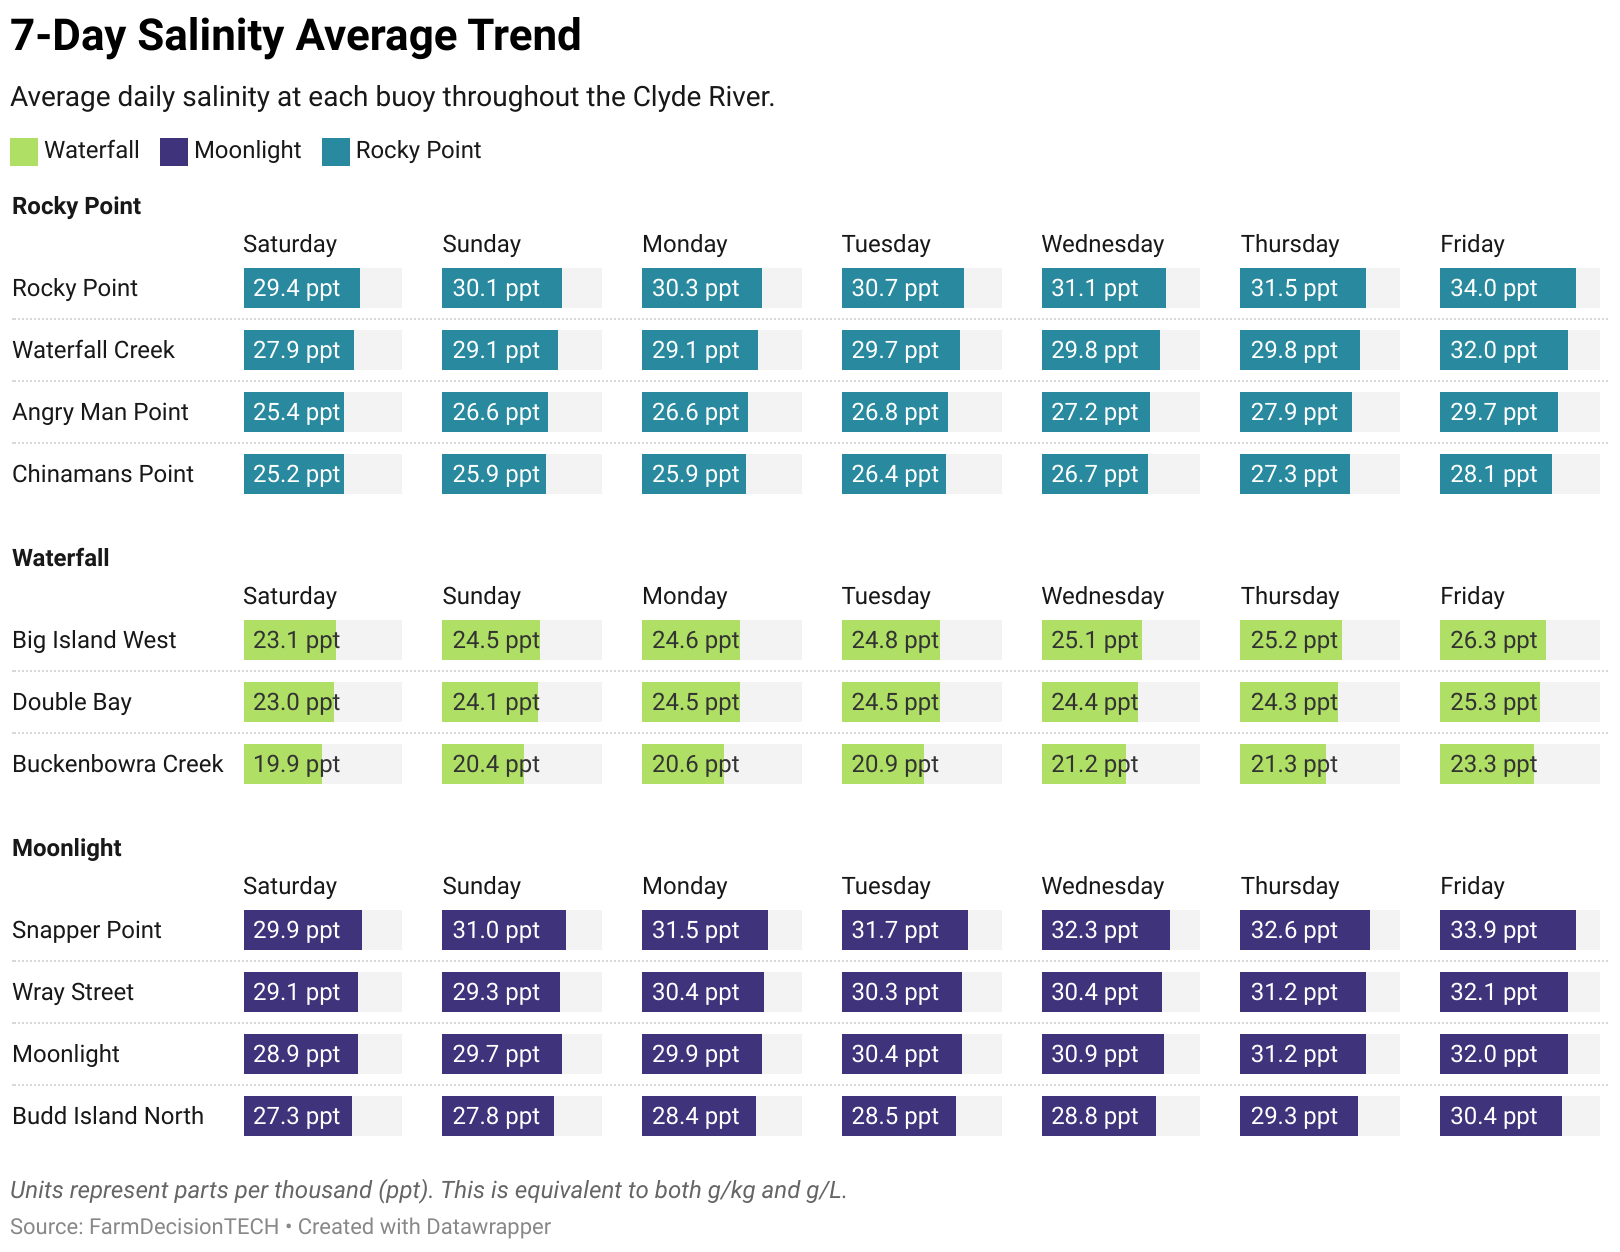 7-Day Salinity Average Trend
Average daily salinity at each buoy throughout the Clyde River.
Waterfall Moonlight Rocky Point
Rocky Point
Saturday Sunday Monday Tuesday Wednesday Thursday Friday
Rocky Point 29.4 ppt 30.1 ppt 30.3 ppt 30.7 ppt 31.1 ppt 31.5 ppt 34.0 ppt
Waterfall Creek 27.9 ppt 29.1 ppt 29.1 ppt 29.7 ppt 29.8 ppt 29.8 ppt 32.0 ppt
Angry Man Point 25.4 ppt 26.6 ppt 26.6 ppt 26.8 ppt 27.2 ppt 27.9 ppt 29.7 ppt
Chinamans Point 25.2 ppt 25.9 ppt 25.9 ppt 26.4 ppt 26.7 ppt 27.3 ppt 28.1 ppt
Waterfall
Saturday Sunday Monday Tuesday Wednesday Thursday Friday
Big Island West 23.1 ppt 24.5 ppt 24.6 ppt 24.8 ppt 25.1 ppt 25.2 ppt 26.3 ppt
Double Bay 23.0 ppt 24.1 ppt 24.5 ppt 24.5 ppt 24.4 ppt 24.3 ppt 25.3 ppt
Buckenbowra Creek 19.9 ppt 20.4 ppt 20.6 ppt 20.9 ppt 21.2 ppt 21.3 ppt 23.3 ppt
Moonlight
Saturday Sunday Monday Tuesday Wednesday Thursday Friday
Snapper Point 29.9 ppt 31.0 ppt 31.5 ppt 31.7 ppt 32.3 ppt 32.6 ppt 33.9 ppt
Wray Street 29.1 ppt 29.3 ppt 30.4 ppt 30.3 ppt 30.4 ppt 31.2 ppt 32.1 ppt
Moonlight 28.9 ppt 29.7 ppt 29.9 ppt 30.4 ppt 30.9 ppt 31.2 ppt 32.0 ppt
Budd Island North 27.3 ppt 27.8 ppt 28.4 ppt 28.5 ppt 28.8 ppt 29.3 ppt 30.4 ppt
Units represent parts per thousand (ppt). This is equivalent to both g/kg and g/L.
Source: FarmDecisionTECH • Created with Datawrapper